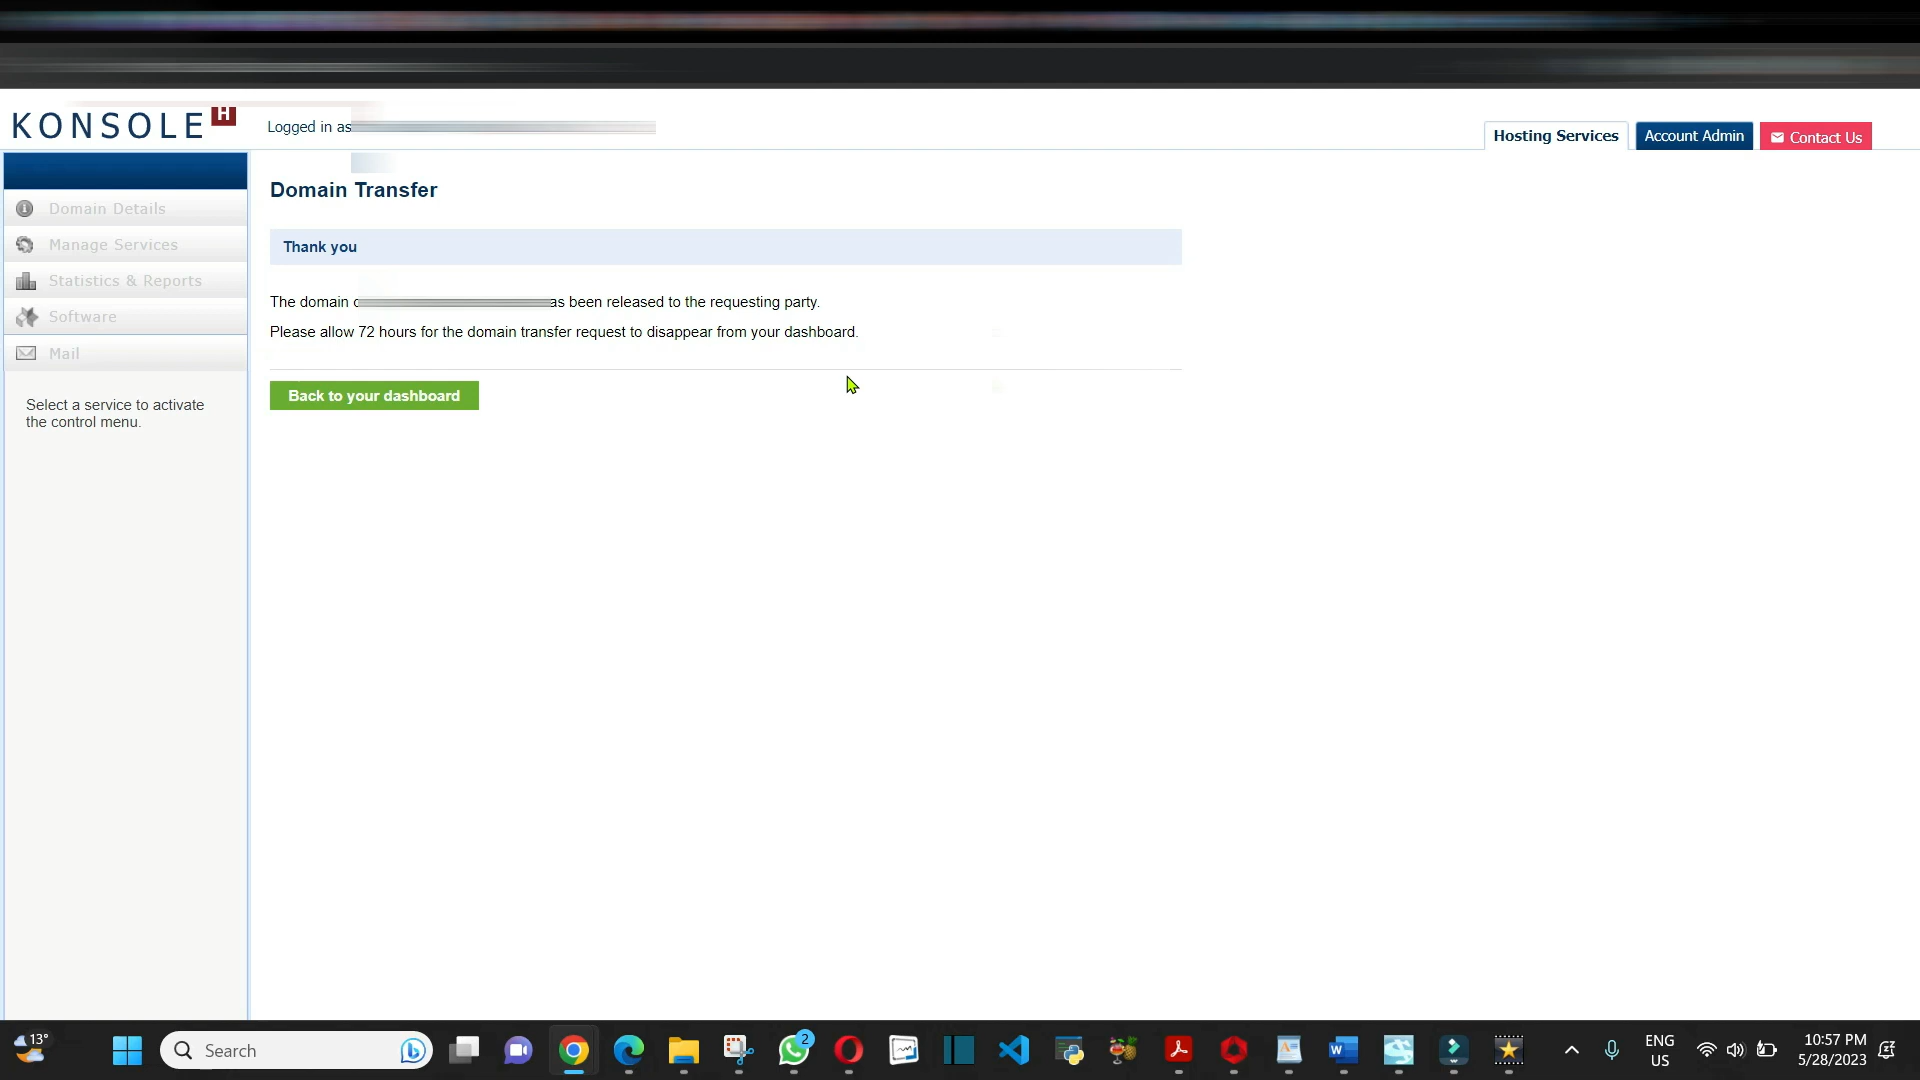 KONSOLE H
Logged in as
Hosting Services
Account Admin
Contact Us
Domain Details
Manage Services
Statistics & Reports
Software
Mail
Select a service to activate
the control menu.
Domain Transfer
Thank you
The domain as been released to the requesting party.
Please allow 72 hours for the domain transfer request to disappear from your dashboard.
Back to your dashboard
13°
Search
2
ENG
US
10:57 PM
5/28/2023